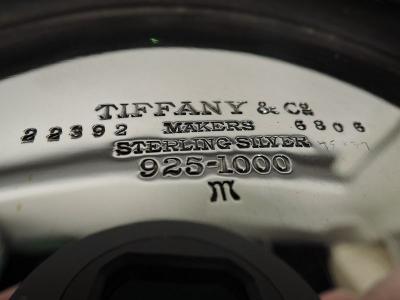 TIFFANY & Co
22392 MAKERS 6806
STERLING SILVER
925-1000
m